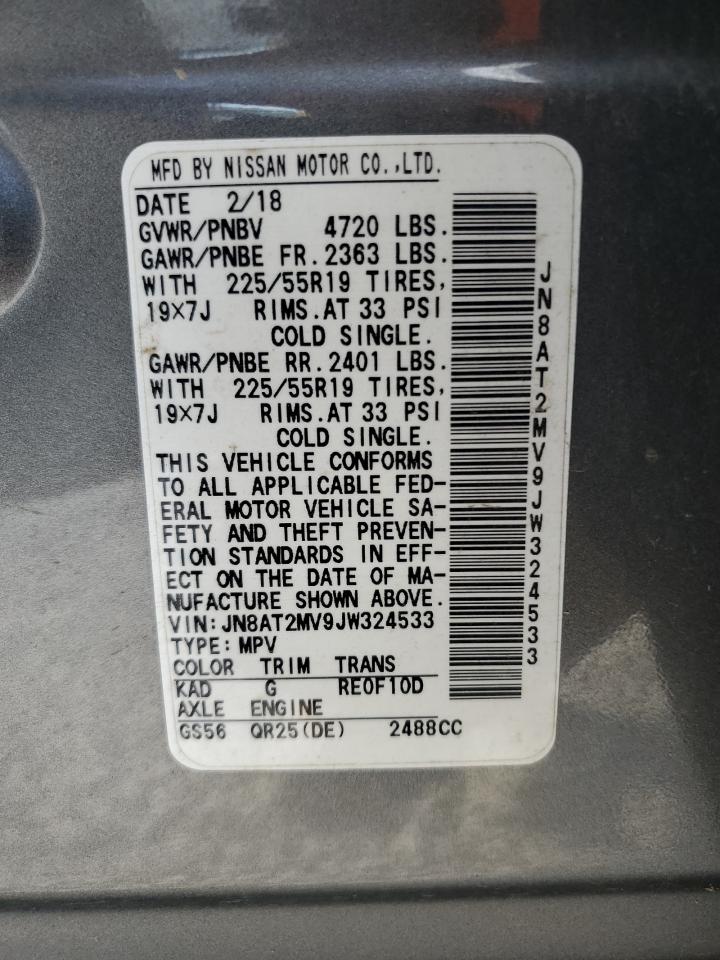 MFD BY NISSAN MOTOR CO.,LTD.
DATE 2/18
GVWR/PNBV 4720 LBS.
GAWR/PNBE FR.2363 LBS.
WITH 225/55R19 TIRES,
19×7J RIMS.AT 33 PSI
COLD SINGLE.
GAWR/PNBE RR.2401 LBS.
WITH 225/55R19 TIRES,
19×7J RIMS.AT 33 PSI
COLD SINGLE.
THIS VEHICLE CONFORMS
TO ALL APPLICABLE FED-
ERAL MOTOR VEHICLE SA-
FETY AND THEFT PREVEN-
TION STANDARDS IN EFF-
ECT ON THE DATE OF MA-
NUFACTURE SHOWN ABOVE.
VIN:JN8AT2MV9JW324533
TYPE:MPV
COLOR TRIM TRANS
KAD G RE0F10D
AXLE ENGINE
GS56 QR25(DE) 2488CC
JN8AT2MV9JW324533